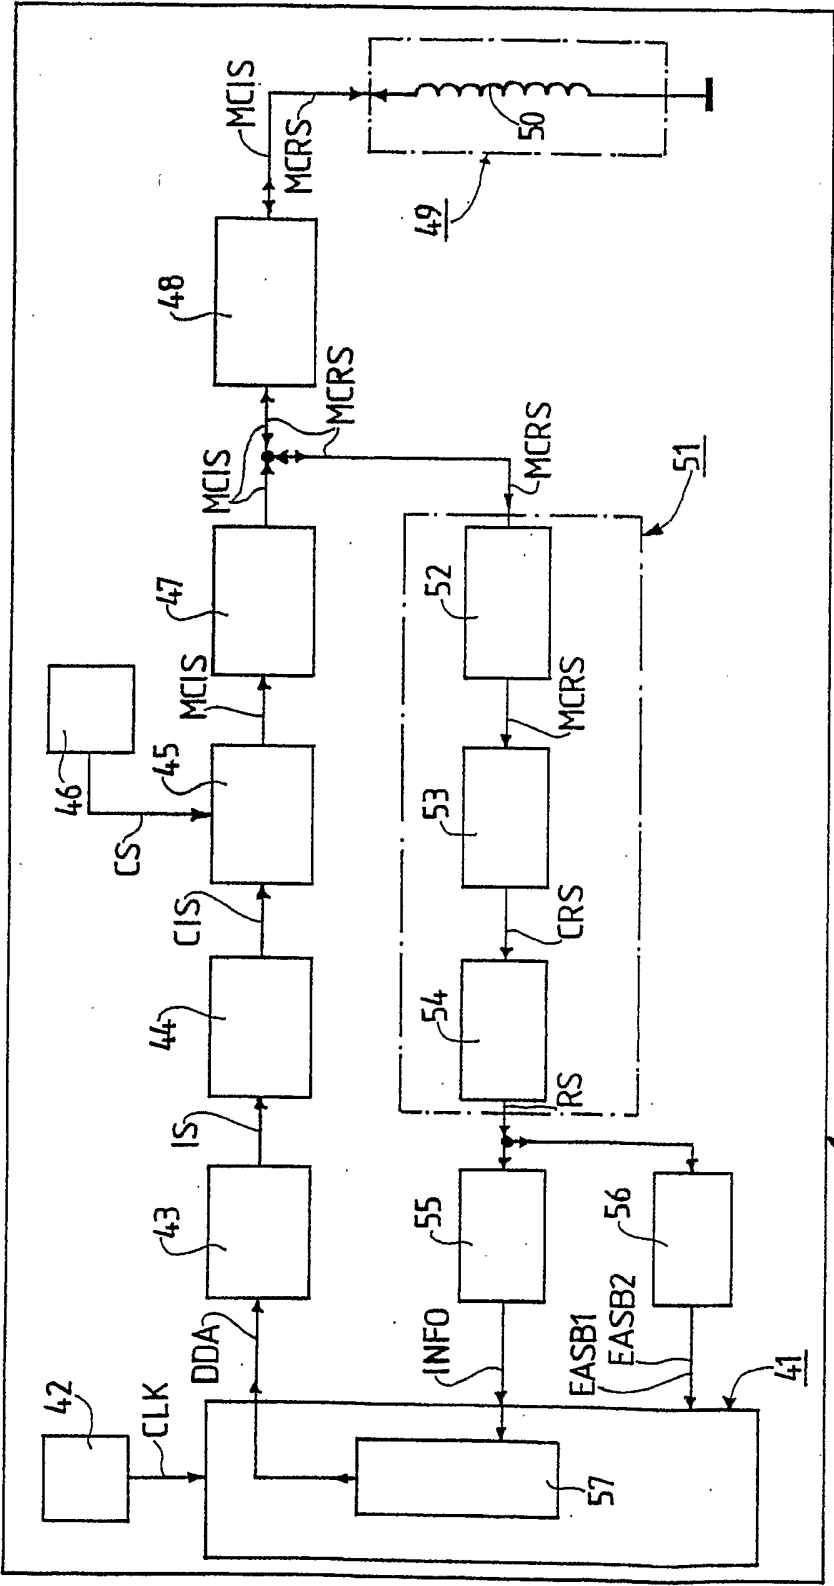 42
CLK
DDA
43
IS
44
CIS
CS
46
45
MCIS
47
MCIS
MCRS
48
MCIS
MCRS
50
49
MCRS
51
52
MCRS
53
CRS
54
RS
55
INFO
56
EASB1
EASB2
41
57